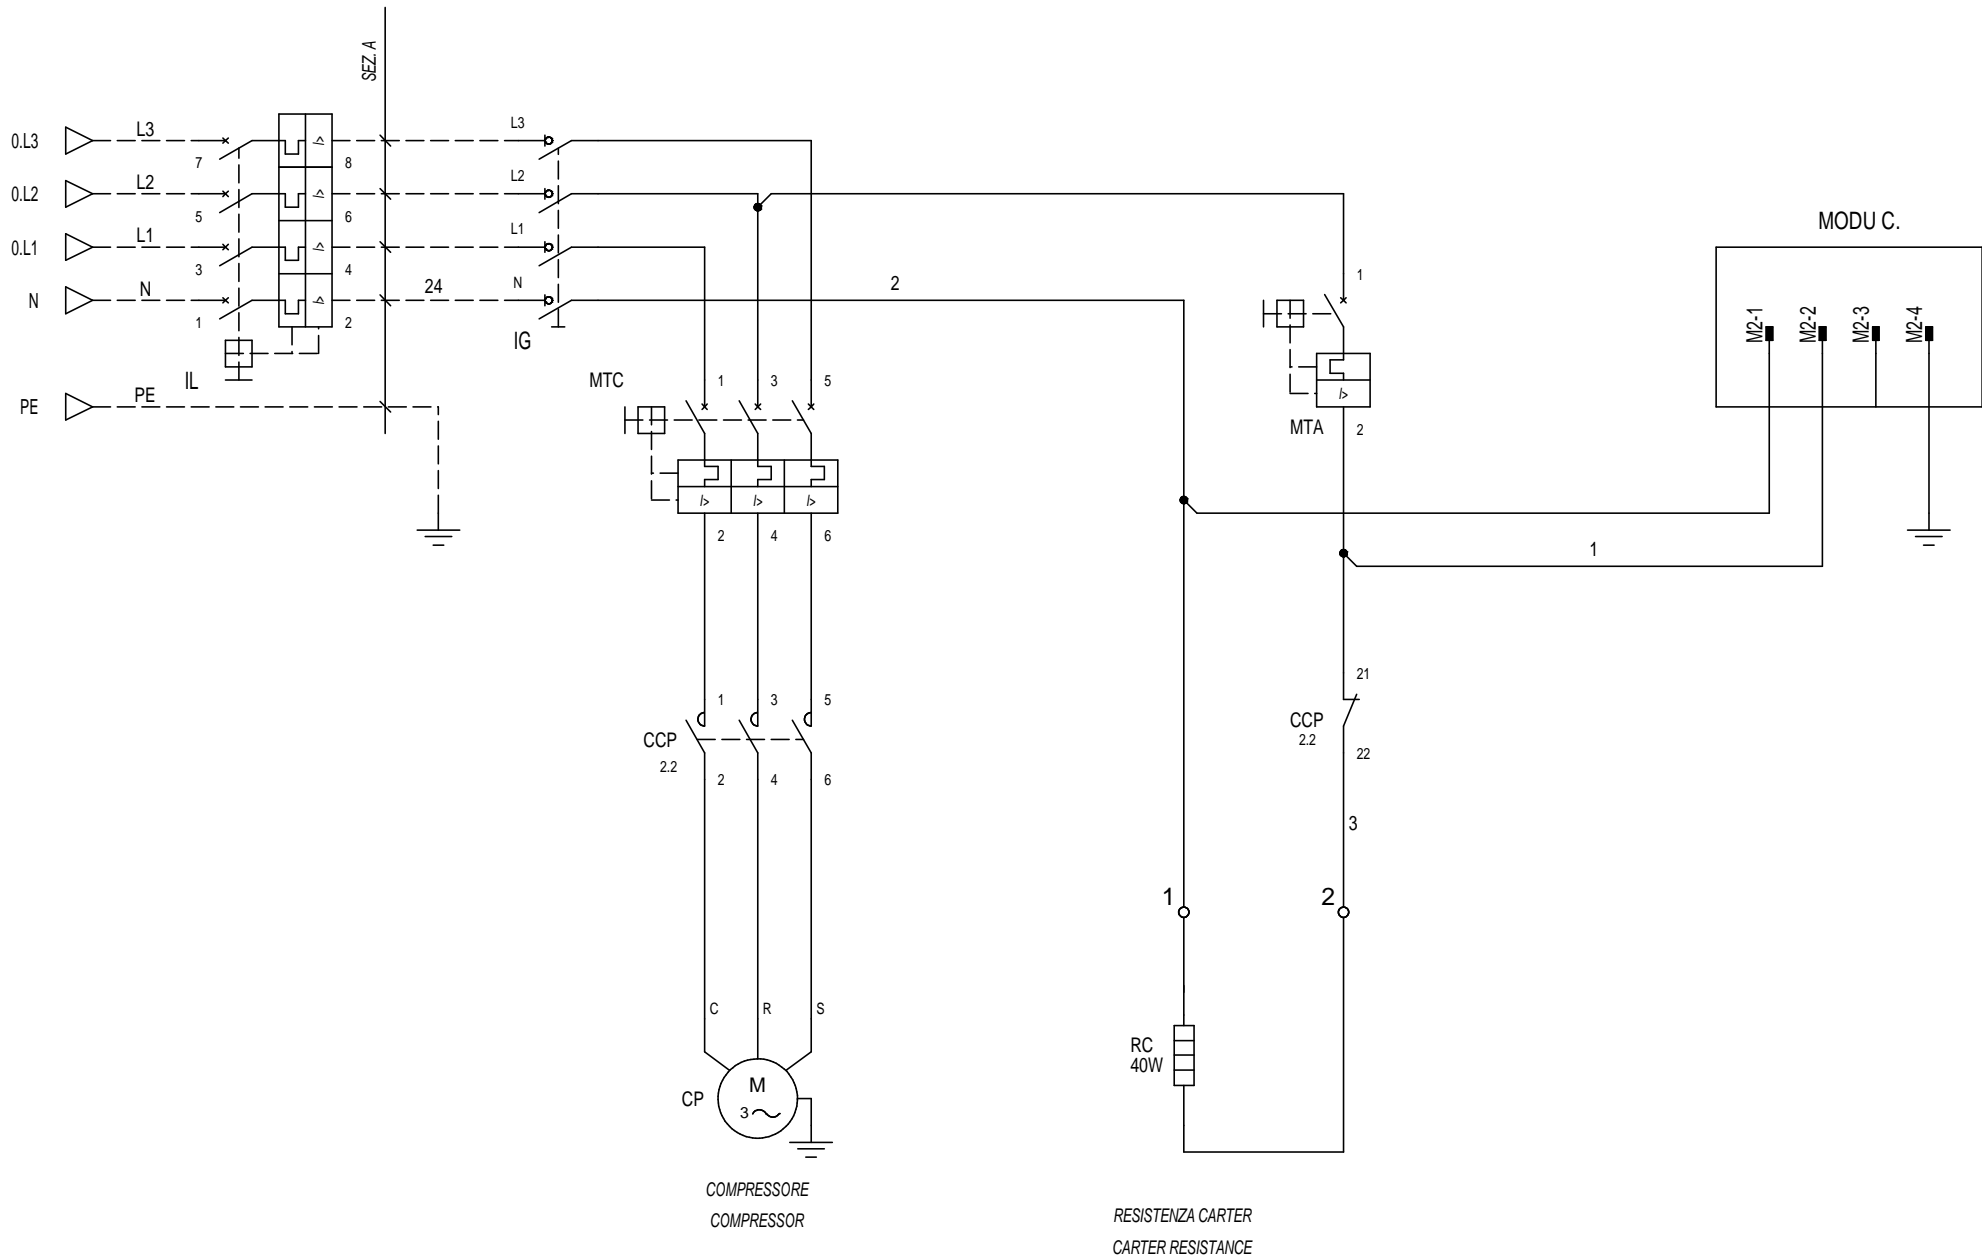 SEZ. A
0.L3
L3
7
8
L3
0.L2
L2
5
6
L2
0.L1
L1
3
4
L1
N
N
1
2
24
N
2
IL
IG
PE
PE
MTC
1
3
5
I>
I>
I>
2
4
6
1
I>
MTA
2
MODU C.
M2-1
M2-2
M2-3
M2-4
1
CCP
2.2
1
3
5
2
4
6
21
CCP
2.2
22
3
1
2
C
R
S
CP
M
3
RC
40W
COMPRESSORE
COMPRESSOR
RESISTENZA CARTER
CARTER RESISTANCE